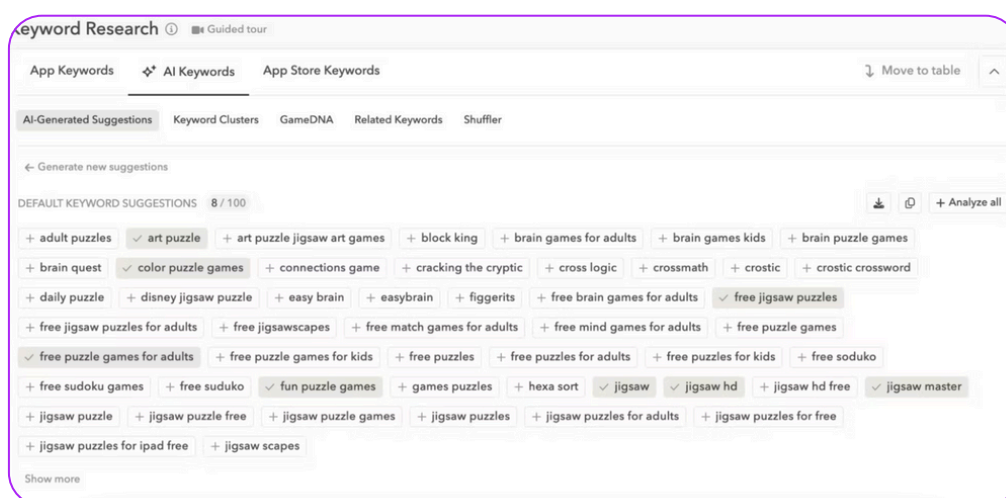 Keyword Research Guided tour
App Keywords AI Keywords App Store Keywords Move to table
AI-Generated Suggestions Keyword Clusters GameDNA Related Keywords Shuffler
← Generate new suggestions
DEFAULT KEYWORD SUGGESTIONS 8 / 100 + Analyze all
+ adult puzzles ✓ art puzzle + art puzzle jigsaw art games + block king + brain games for adults + brain games kids + brain puzzle games
+ brain quest ✓ color puzzle games + connections game + cracking the cryptic + cross logic + crossmath + crostic + crostic crossword
+ daily puzzle + disney jigsaw puzzle + easy brain + easybrain + figgerits + free brain games for adults ✓ free jigsaw puzzles
+ free jigsaw puzzles for adults + free jigsawscapes + free match games for adults + free mind games for adults + free puzzle games
✓ free puzzle games for adults + free puzzle games for kids + free puzzles + free puzzles for adults + free puzzles for kids + free soduko
+ free sudoku games + free suduko ✓ fun puzzle games + games puzzles + hexa sort ✓ jigsaw ✓ jigsaw hd + jigsaw hd free ✓ jigsaw master
+ jigsaw puzzle + jigsaw puzzle free + jigsaw puzzle games + jigsaw puzzles + jigsaw puzzles for adults + jigsaw puzzles for free
+ jigsaw puzzles for ipad free + jigsaw scapes
Show more